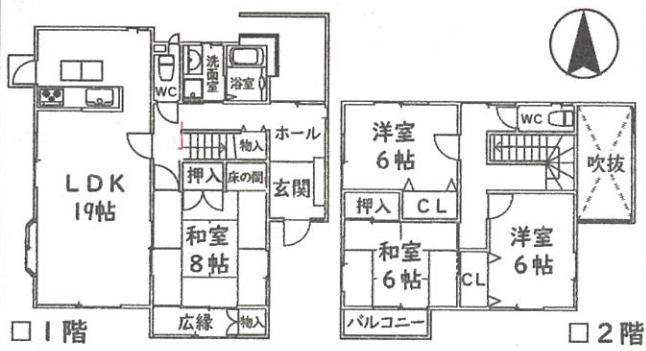 WC
洗面室
浴室
ホール
物入
押入
床の間
玄関
LDK
19帖
和室
8帖
広縁
物入
□1階
WC
洋室
6帖
吹抜
押入
CL
和室
6帖
CL
洋室
6帖
バルコニー
□2階